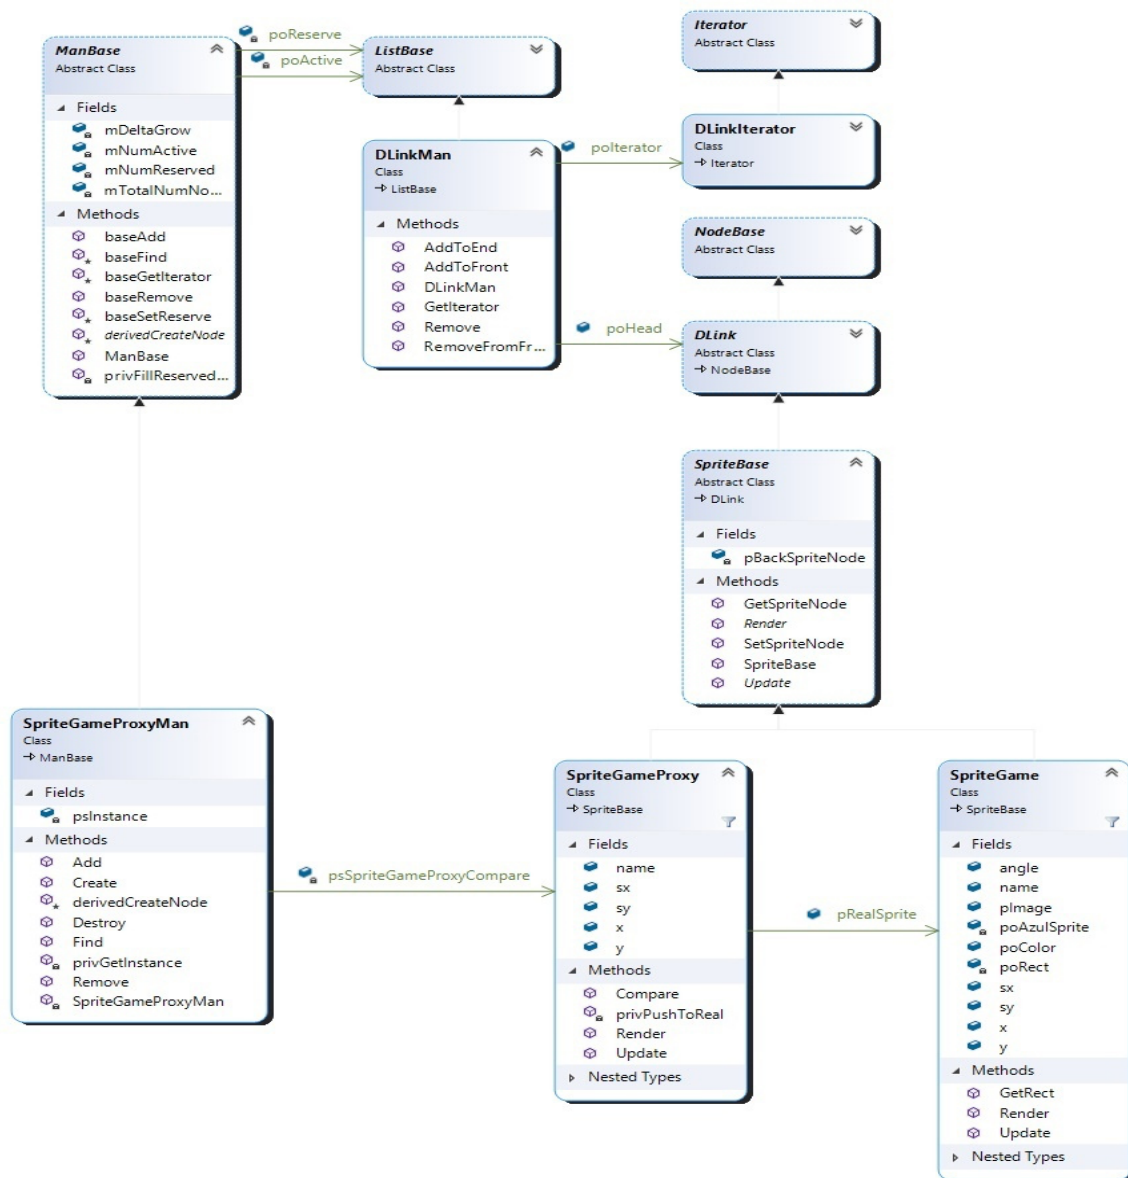 ManBase
Abstract Class
Fields
mDeltaGrow
mNumActive
mNumReserved
mTotalNumNo...
Methods
baseAdd
baseFind
baseGetIterator
baseRemove
baseSetReserve
derivedCreateNode
ManBase
privFillReserved...
poReserve
poActive
ListBase
Abstract Class
DLinkMan
Class
ListBase
Methods
AddToEnd
AddToFront
DLinkMan
GetIterator
Remove
RemoveFromFr...
poIterator
poHead
Iterator
Abstract Class
DLinkIterator
Class
Iterator
NodeBase
Abstract Class
DLink
Abstract Class
NodeBase
SpriteBase
Abstract Class
DLink
Fields
pBackSpriteNode
Methods
GetSpriteNode
Render
SetSpriteNode
SpriteBase
Update
SpriteGameProxyMan
Class
ManBase
Fields
psInstance
Methods
Add
Create
derivedCreateNode
Destroy
Find
privGetInstance
Remove
SpriteGameProxyMan
psSpriteGameProxyCompare
SpriteGameProxy
Class
SpriteBase
Fields
name
sx
sy
x
y
Methods
Compare
privPushToReal
Render
Update
Nested Types
pRealSprite
SpriteGame
Class
SpriteBase
Fields
angle
name
pImage
poAzulSprite
poColor
poRect
sx
sy
x
y
Methods
GetRect
Render
Update
Nested Types